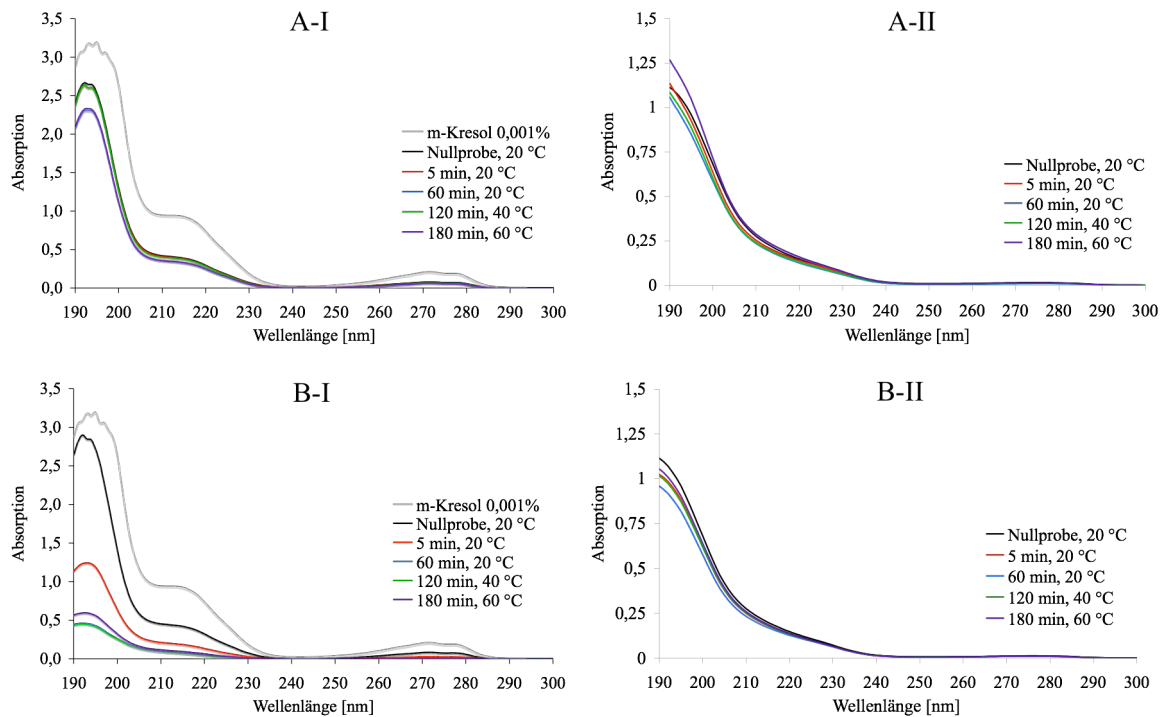 A-I
3,5
3,0
2,5
2,0
1,5
1,0
0,5
0,0
Absorption
190 200 210 220 230 240 250 260 270 280 290 300
Wellenlänge [nm]
m-Kresol 0,001%
Nullprobe, 20 °C
5 min, 20 °C
60 min, 20 °C
120 min, 40 °C
180 min, 60 °C
A-II
1,5
1,25
1
0,75
0,5
0,25
0
Absorption
190 200 210 220 230 240 250 260 270 280 290 300
Wellenlänge [nm]
Nullprobe, 20 °C
5 min, 20 °C
60 min, 20 °C
120 min, 40 °C
180 min, 60 °C
B-I
3,5
3,0
2,5
2,0
1,5
1,0
0,5
0,0
Absorption
190 200 210 220 230 240 250 260 270 280 290 300
Wellenlänge [nm]
m-Kresol 0,001%
Nullprobe, 20 °C
5 min, 20 °C
60 min, 20 °C
120 min, 40 °C
180 min, 60 °C
B-II
1,5
1,25
1
0,75
0,5
0,25
0
Absorption
190 200 210 220 230 240 250 260 270 280 290 300
Wellenlänge [nm]
Nullprobe, 20 °C
5 min, 20 °C
60 min, 20 °C
120 min, 40 °C
180 min, 60 °C